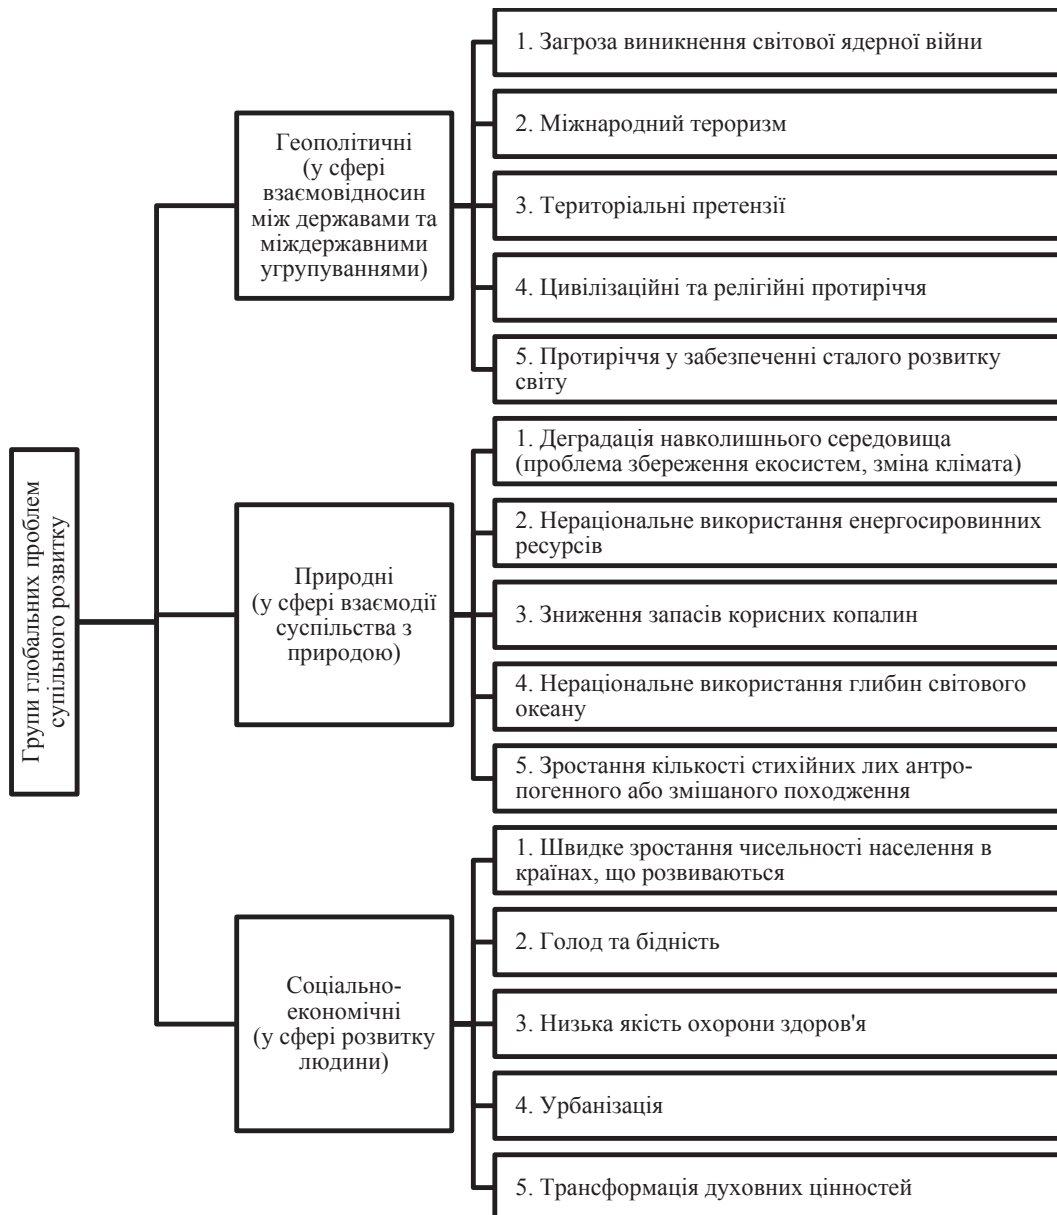 Групи глобальних проблем
супільного розвитку
Геополітичні
(у сфері
взаємовідносин
між державами та
міждержавними
угрупуваннями)
1. Загроза виникнення світової ядерної війни
2. Міжнародний тероризм
3. Територіальні претензії
4. Цивілізаційні та релігійні протиріччя
5. Протиріччя у забезпеченні сталого розвитку
світу
Природні
(у сфері взаємодії
суспільства з
природою)
1. Деградація навколишнього середовища
(проблема збереження екосистем, зміна клімата)
2. Нераціональне використання енергосировинних
ресурсів
3. Зниження запасів корисних копалин
4. Нераціональне використання глибин світового
океану
5. Зростання кількості стихійних лих антро-
погенного або змішаного походження
Соціально-
економічні
(у сфері розвитку
людини)
1. Швидке зростання чисельності населення в
країнах, що розвиваються
2. Голод та бідність
3. Низька якість охорони здоров'я
4. Урбанізація
5. Трансформація духовних цінностей